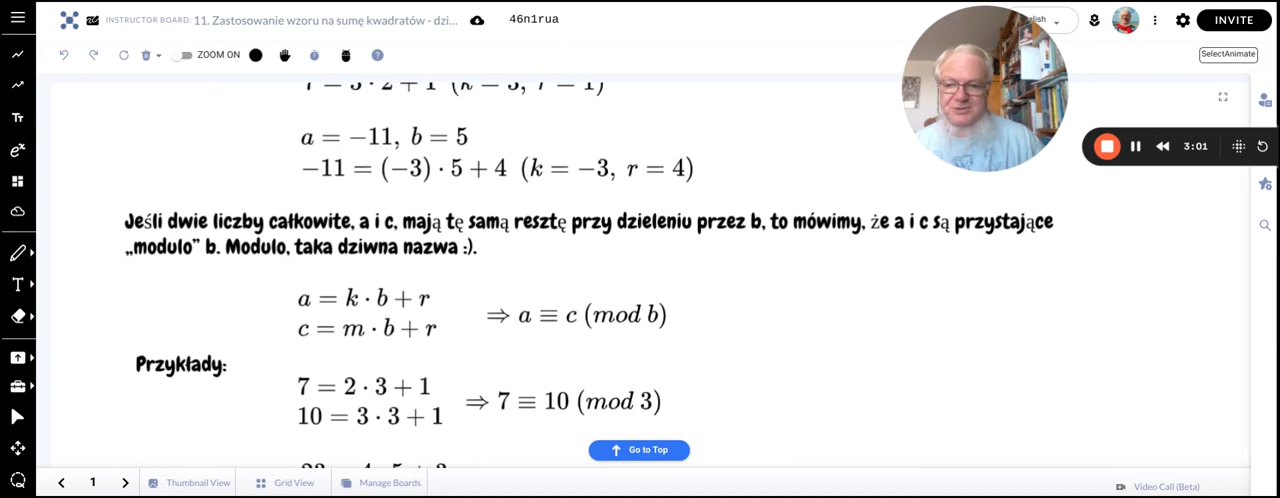 INSTRUCTOR BOARD: 11. Zastosowanie wzoru na sumę kwadratów - dzi...
46n1rua
INVITE
ZOOM ON
SelectAnimate
a = −11, b = 5
−11 = (−3) · 5 + 4 (k = −3, r = 4)
3:01
Jeśli dwie liczby całkowite, a i c, mają tę samą resztę przy dzieleniu przez b, to mówimy, że a i c są przystające
„modulo” b. Modulo, taka dziwna nazwa :).
a = k · b + r
c = m · b + r
⇒ a ≡ c (mod b)
Przykłady:
7 = 2 · 3 + 1
10 = 3 · 3 + 1
⇒ 7 ≡ 10 (mod 3)
Go to Top
1
Thumbnail View
Grid View
Manage Boards
Video Call (Beta)